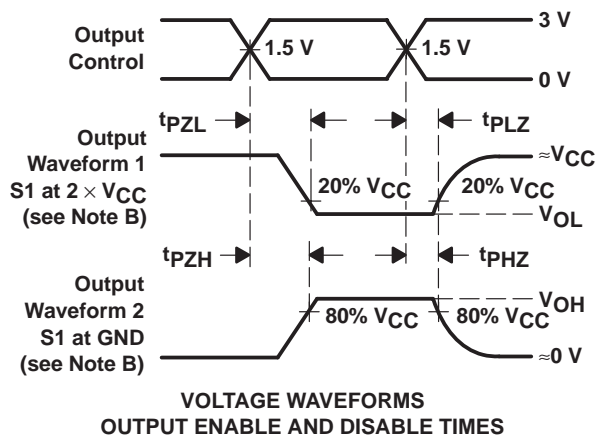 3 V
Output
Control
1.5 V
1.5 V
0 V
tPZL
tPLZ
Output
Waveform 1
S1 at 2 × VCC
(see Note B)
≈VCC
20% VCC
20% VCC
VOL
tPZH
tPHZ
Output
Waveform 2
S1 at GND
(see Note B)
VOH
80% VCC
80% VCC
≈0 V
VOLTAGE WAVEFORMS
OUTPUT ENABLE AND DISABLE TIMES